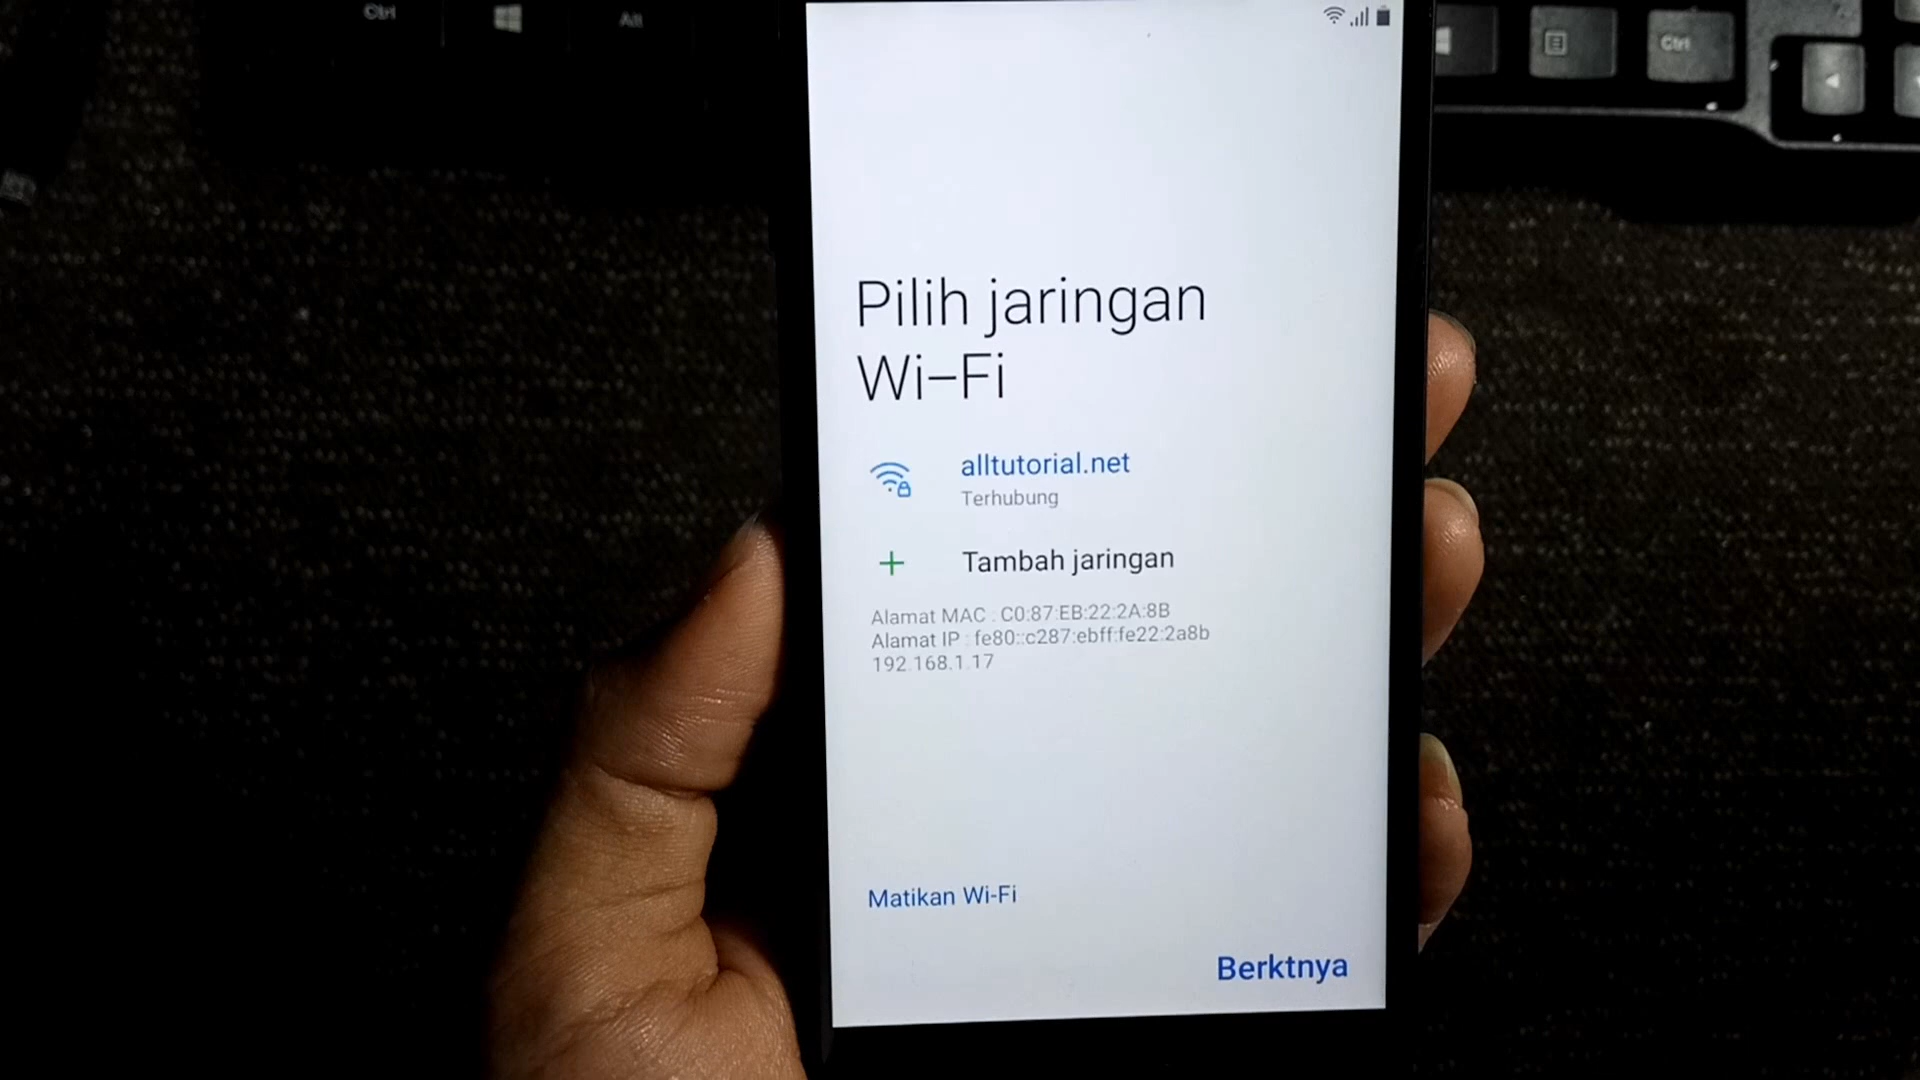 Ctrl
Alt
Ctrl
Pilih jaringan
Wi-Fi
alltutorial.net
Terhubung
Tambah jaringan
Alamat MAC : C0:87:EB:22:2A:8B
Alamat IP : fe80::c287:ebff:fe22:2a8b
192.168.1.17
Matikan Wi-Fi
Berktnya